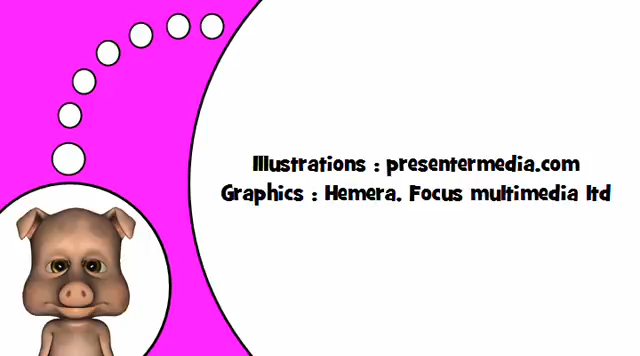 Illustrations : presentermedia.com
Graphics : Hemera. Focus multimedia ltd